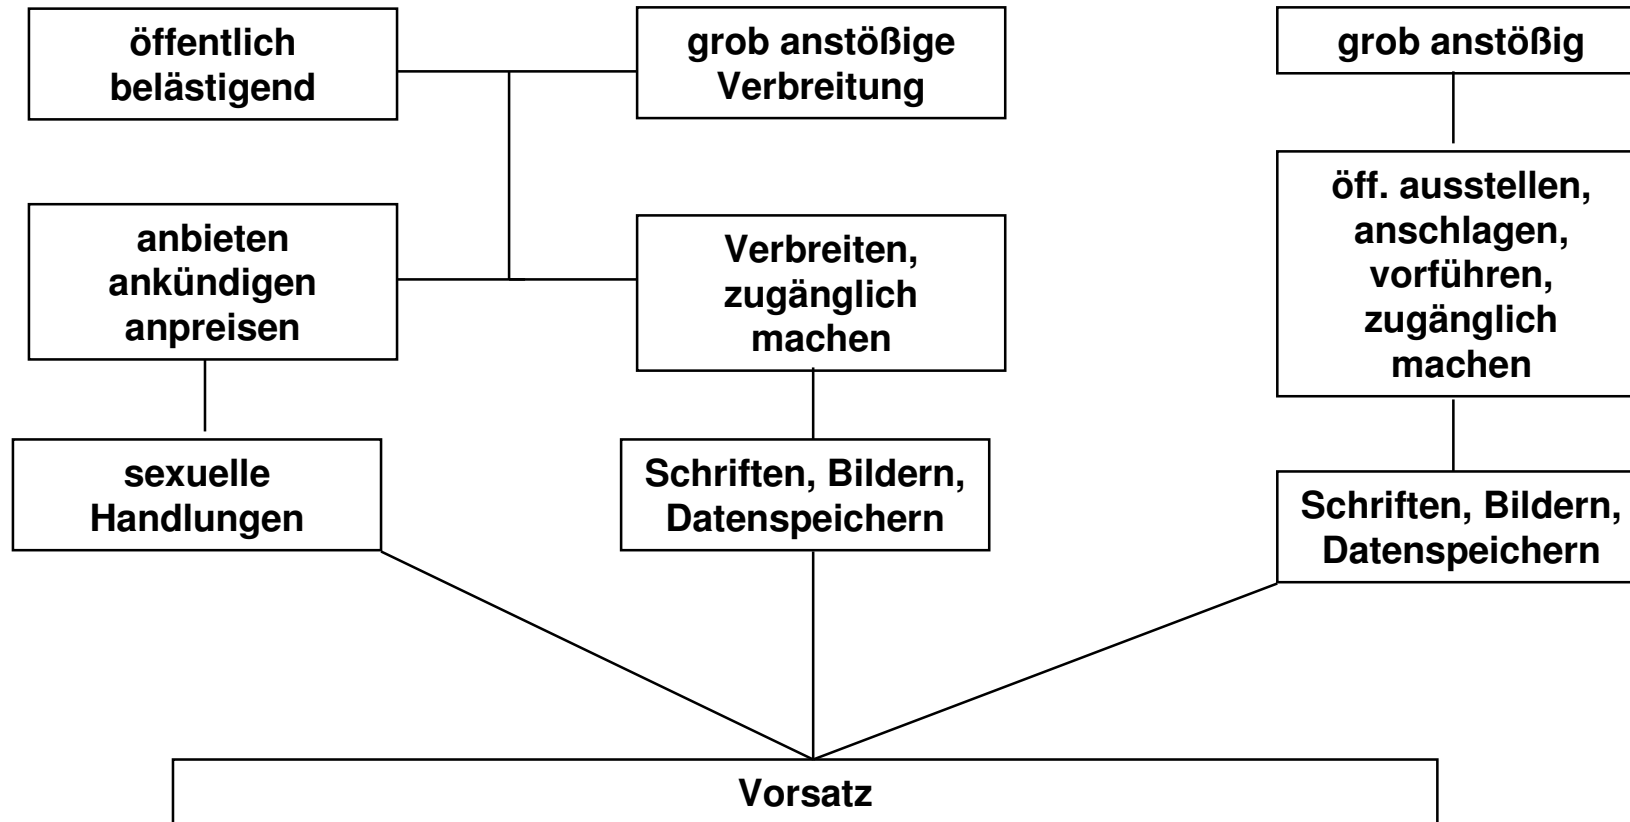 öffentlich
belästigend
grob anstößige
Verbreitung
grob anstößig
anbieten
ankündigen
anpreisen
Verbreiten,
zugänglich
machen
öff. ausstellen,
anschlagen,
vorführen,
zugänglich
machen
sexuelle
Handlungen
Schriften, Bildern,
Datenspeichern
Schriften, Bildern,
Datenspeichern
Vorsatz